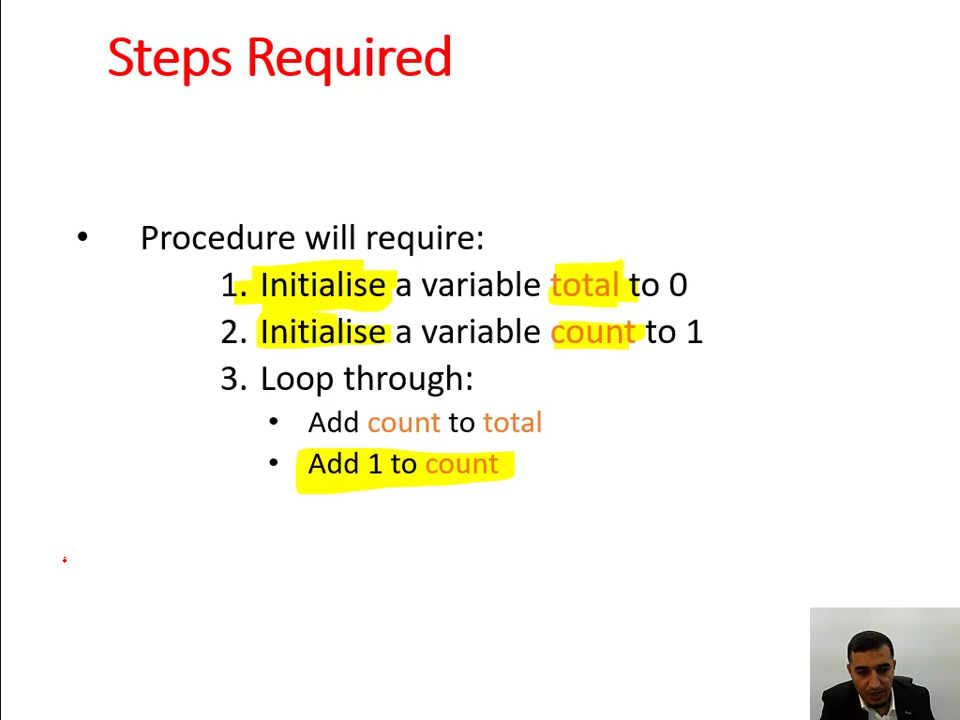 Steps Required
• Procedure will require:
1. Initialise a variable total to 0
2. Initialise a variable count to 1
3. Loop through:
• Add count to total
• Add 1 to count